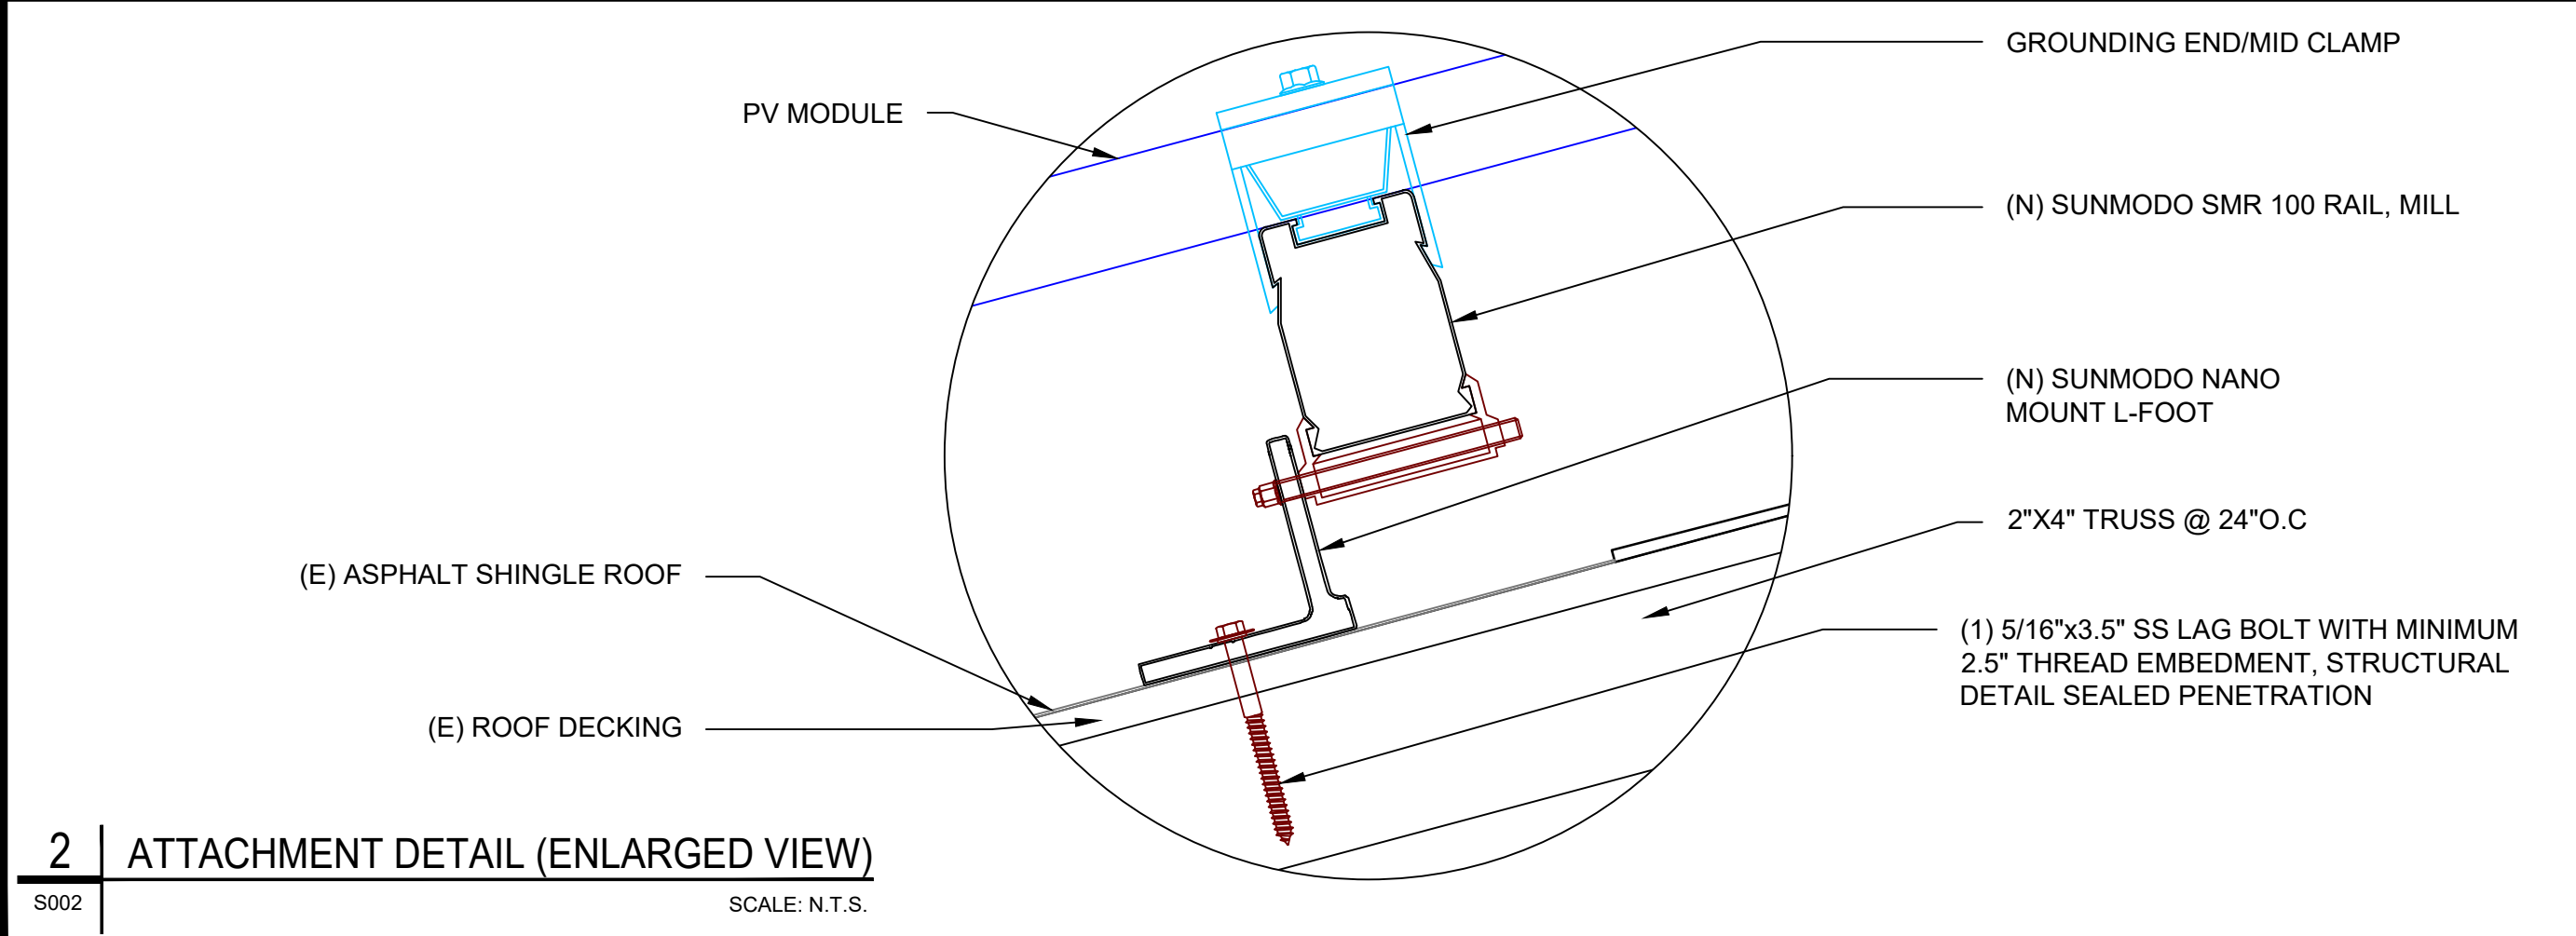 GROUNDING END/MID CLAMP
PV MODULE
(N) SUNMODO SMR 100 RAIL, MILL
(N) SUNMODO NANO
MOUNT L-FOOT
2"X4" TRUSS @ 24"O.C
(E) ASPHALT SHINGLE ROOF
(1) 5/16"x3.5" SS LAG BOLT WITH MINIMUM
2.5" THREAD EMBEDMENT, STRUCTURAL
DETAIL SEALED PENETRATION
(E) ROOF DECKING
2 ATTACHMENT DETAIL (ENLARGED VIEW)
S002 SCALE: N.T.S.